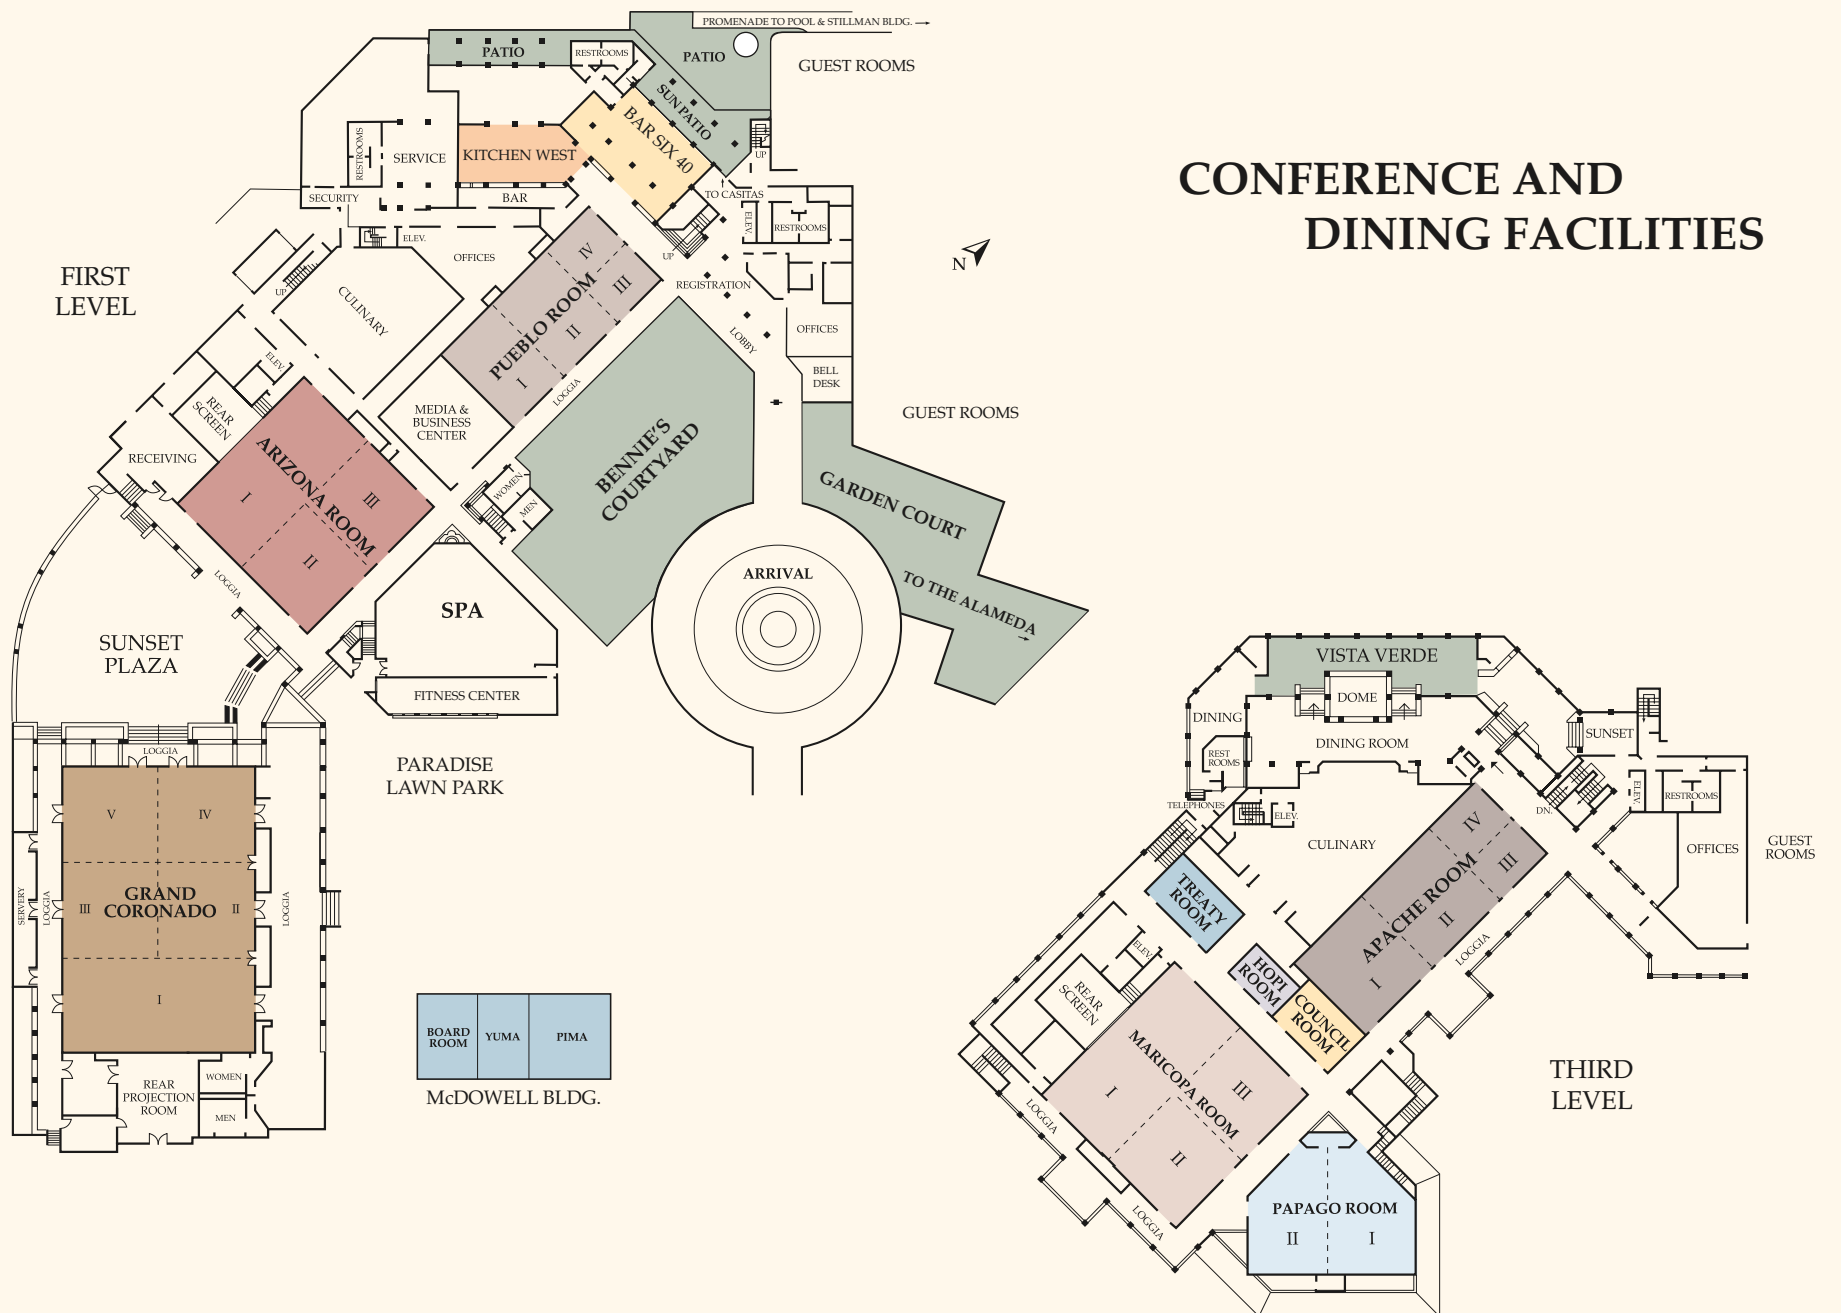 CONFERENCE AND
DINING FACILITIES
FIRST
LEVEL
PROMENADE TO POOL & STILLMAN BLDG.
GUEST ROOMS
PATIO
RESTROOMS
PATIO
SUN PATIO
BAR SIX 40
KITCHEN WEST
RESTROOMS
SERVICE
SECURITY
BAR
UP
TO CASITAS
ELEV.
RESTROOMS
ELEV.
OFFICES
UP
UP
REGISTRATION
LOBBY
OFFICES
BELL
DESK
N
CULINARY
PUEBLO ROOM
I
II
III
IV
LOGGIA
MEDIA &
BUSINESS
CENTER
ELEV.
REAR
SCREEN
RECEIVING
ARIZONA ROOM
I
II
III
LOGGIA
WOMEN
MEN
BENNIE'S
COURTYARD
GUEST ROOMS
GARDEN COURT
TO THE ALAMEDA
ARRIVAL
SPA
FITNESS CENTER
SUNSET
PLAZA
PARADISE
LAWN PARK
LOGGIA
V
IV
GRAND
CORONADO
III
II
I
SERVERY
LOGGIA
LOGGIA
REAR
PROJECTION
ROOM
WOMEN
MEN
BOARD
ROOM
YUMA
PIMA
McDOWELL BLDG.
THIRD
LEVEL
VISTA VERDE
DOME
DINING
DINING ROOM
REST
ROOMS
TELEPHONES
ELEV.
CULINARY
SUNSET
DN.
ELEV.
RESTROOMS
OFFICES
GUEST
ROOMS
TREATY
ROOM
APACHE ROOM
I
II
III
IV
LOGGIA
HOPI
ROOM
COUNCIL
ROOM
ELEV.
REAR
SCREEN
MARICOPA ROOM
I
II
III
LOGGIA
LOGGIA
PAPAGO ROOM
II
I